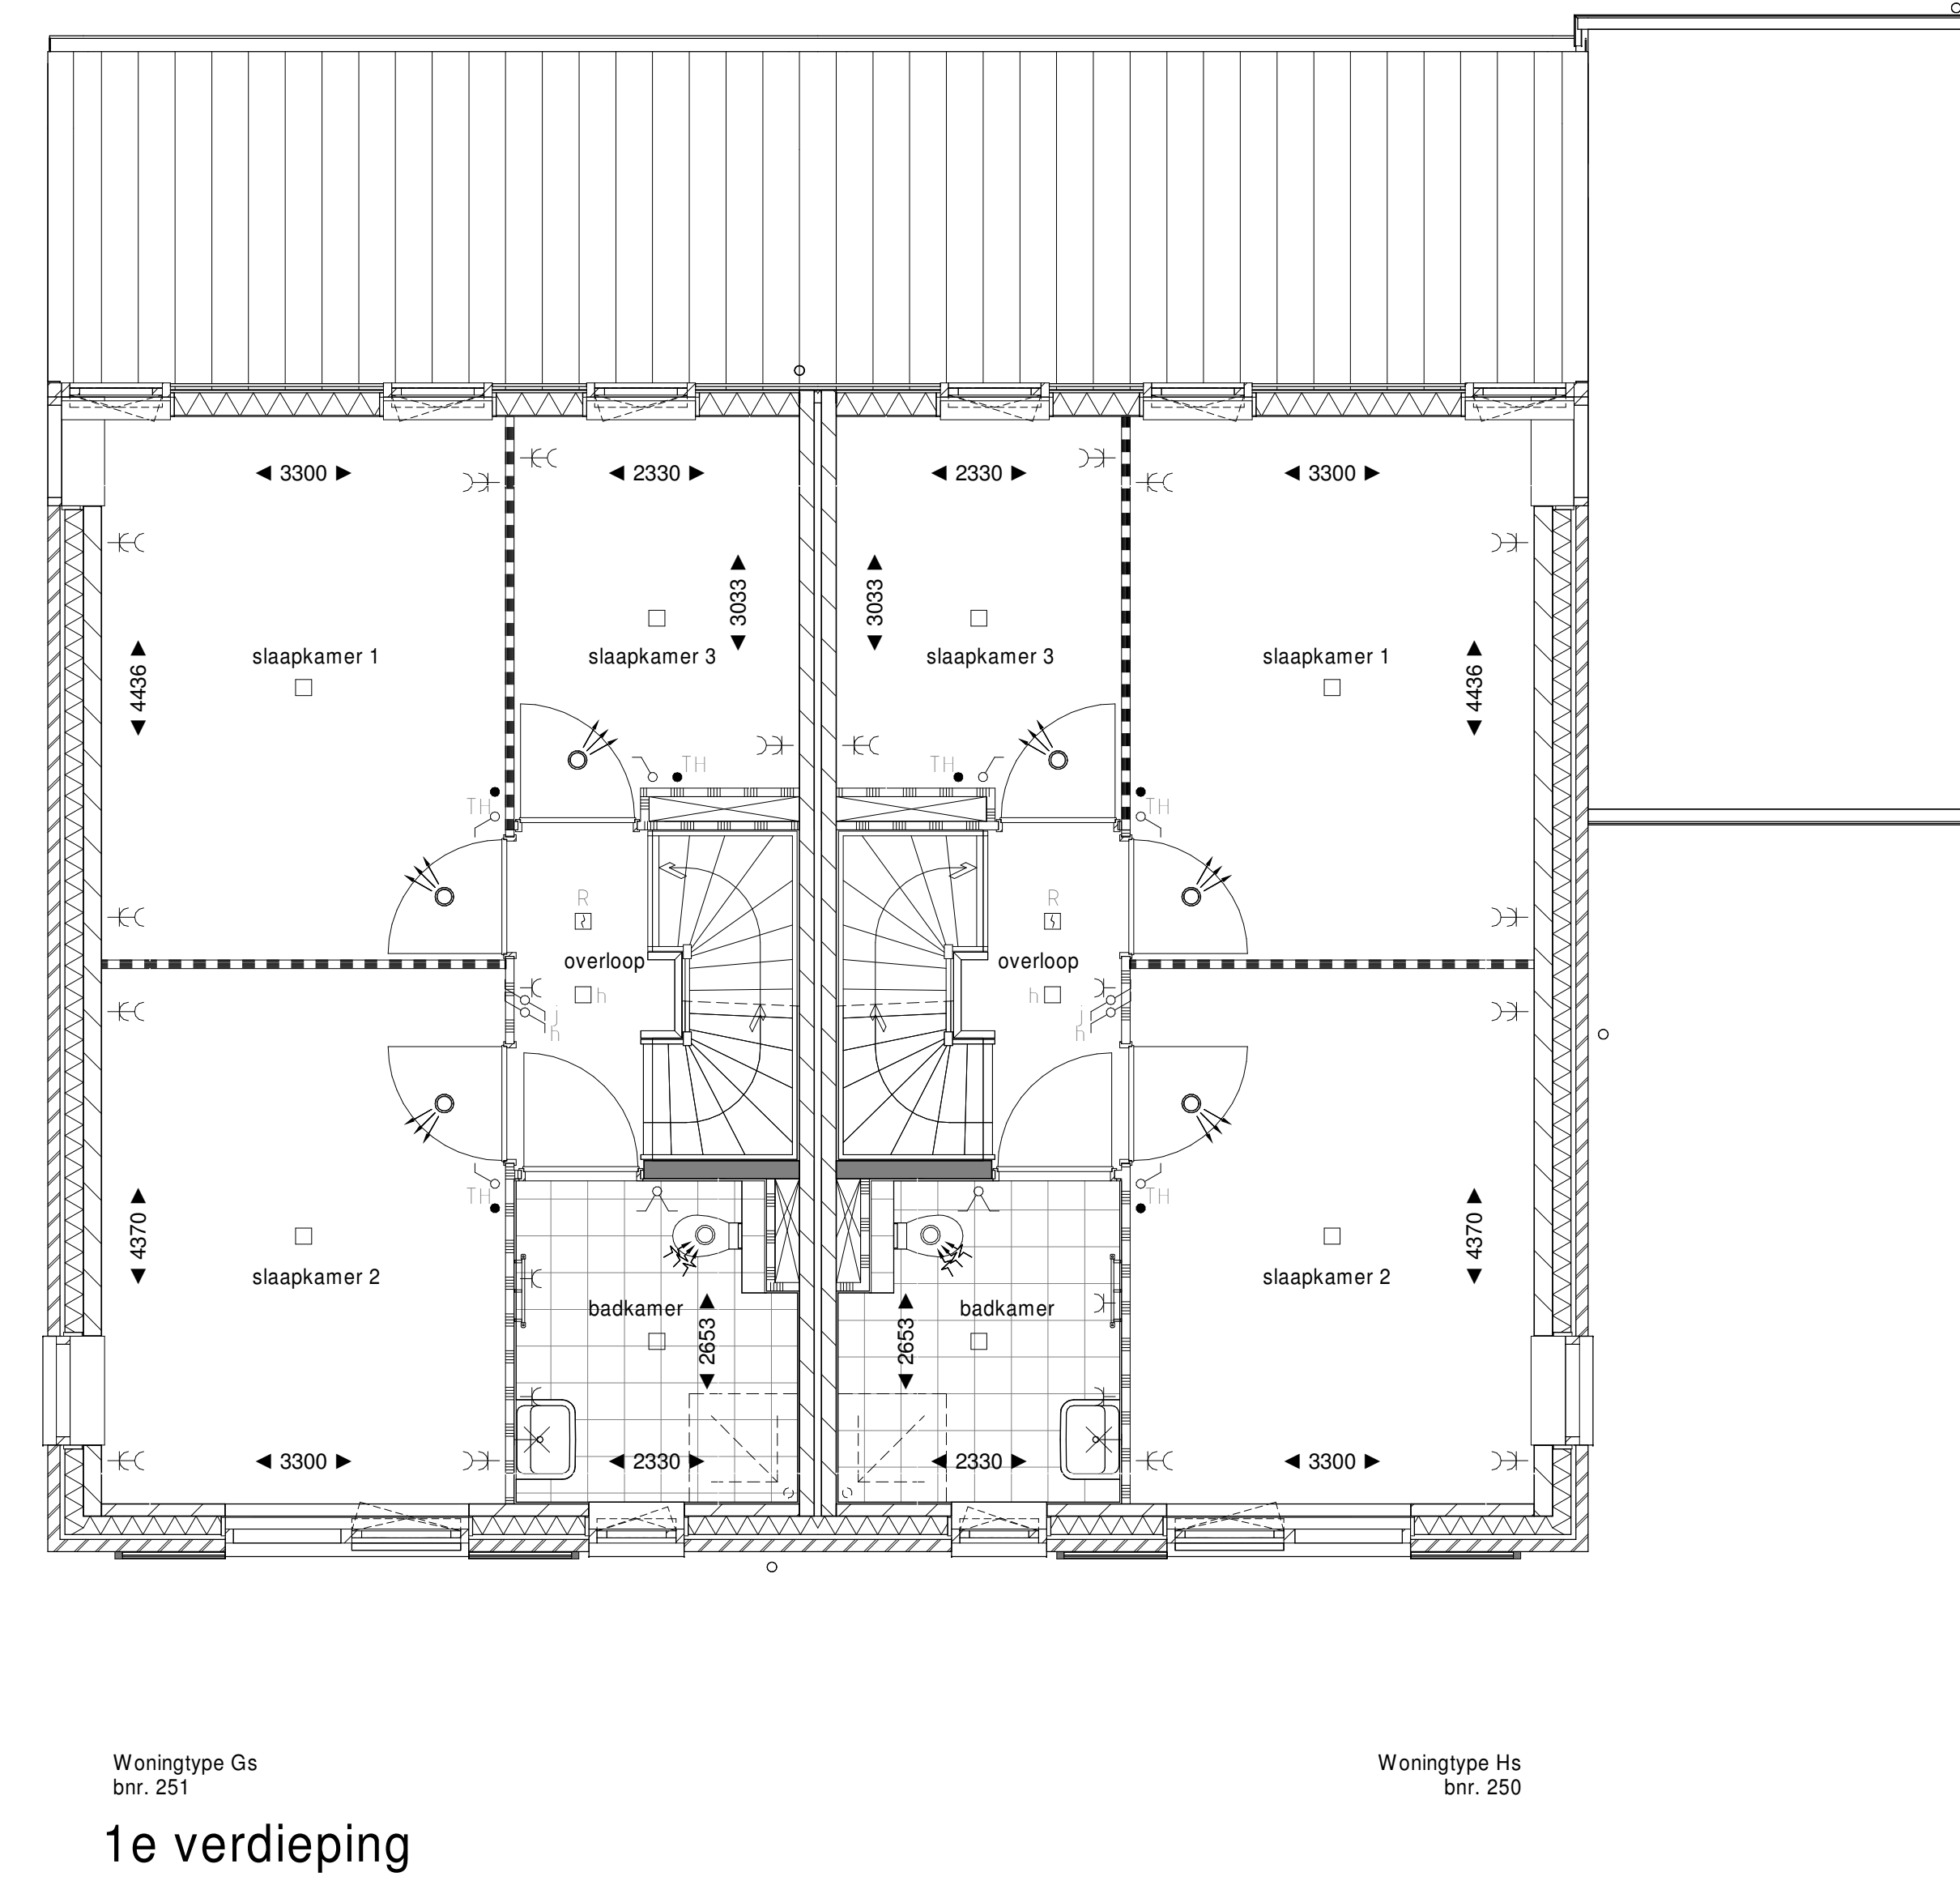 3300
2330
2330
3300
3033
3033
slaapkamer 1
slaapkamer 3
slaapkamer 3
slaapkamer 1
4436
4436
TH
TH
TH
TH
R
R
overloop
overloop
h
h
j
j
h
h
TH
TH
4370
4370
slaapkamer 2
slaapkamer 2
badkamer
badkamer
2653
2653
3300
2330
2330
3300
Woningtype Gs
bnr. 251
Woningtype Hs
bnr. 250
1e verdieping